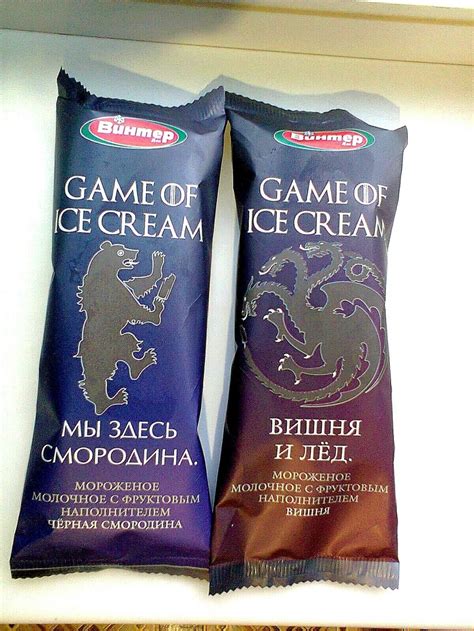 Винтер
GAME OF
ICE CREAM
МЫ ЗДЕСЬ
СМОРОДИНА.
МОРОЖЕНОЕ
МОЛОЧНОЕ С ФРУКТОВЫМ
НАПОЛНИТЕЛЕМ
ЧЁРНАЯ СМОРОДИНА
Винтер
GAME OF
ICE CREAM
ВИШНЯ
И ЛЁД.
МОРОЖЕНОЕ
МОЛОЧНОЕ С ФРУКТОВЫМ
НАПОЛНИТЕЛЕМ
ВИШНЯ